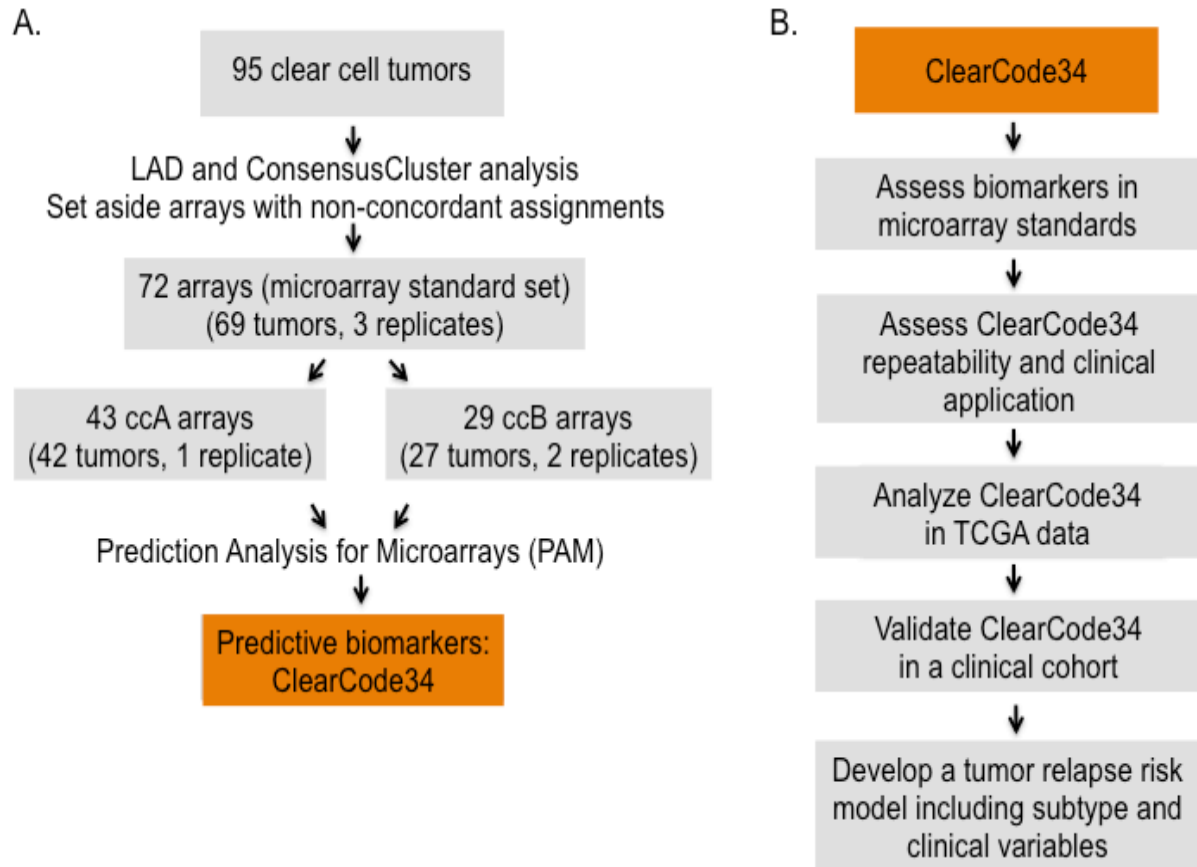 A.
95 clear cell tumors
LAD and ConsensusCluster analysis
Set aside arrays with non-concordant assignments
72 arrays (microarray standard set)
(69 tumors, 3 replicates)
43 ccA arrays
(42 tumors, 1 replicate)
29 ccB arrays
(27 tumors, 2 replicates)
Prediction Analysis for Microarrays (PAM)
Predictive biomarkers:
ClearCode34
B.
ClearCode34
Assess biomarkers in
microarray standards
Assess ClearCode34
repeatability and clinical
application
Analyze ClearCode34
in TCGA data
Validate ClearCode34
in a clinical cohort
Develop a tumor relapse risk
model including subtype and
clinical variables